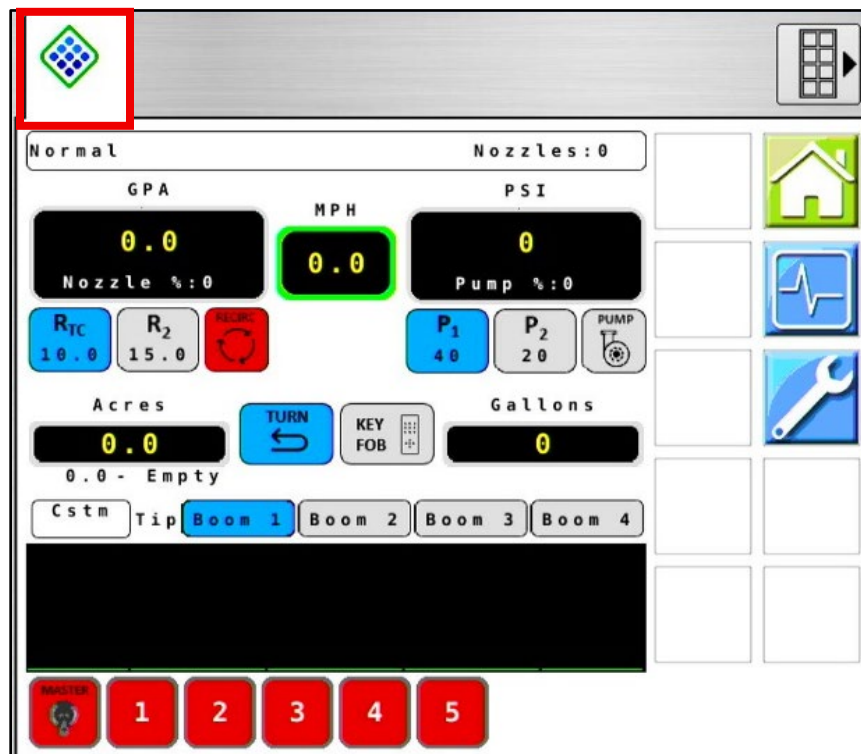 Normal Nozzles:0
GPA MPH PSI
0.0 0.0 0
Nozzle %:0 Pump %:0
RTC R2 RECIRC P1 P2 PUMP
10.0 15.0 40 20
Acres TURN KEY FOB Gallons
0.0 0
0.0- Empty
Cstm Tip Boom 1 Boom 2 Boom 3 Boom 4
MASTER 1 2 3 4 5